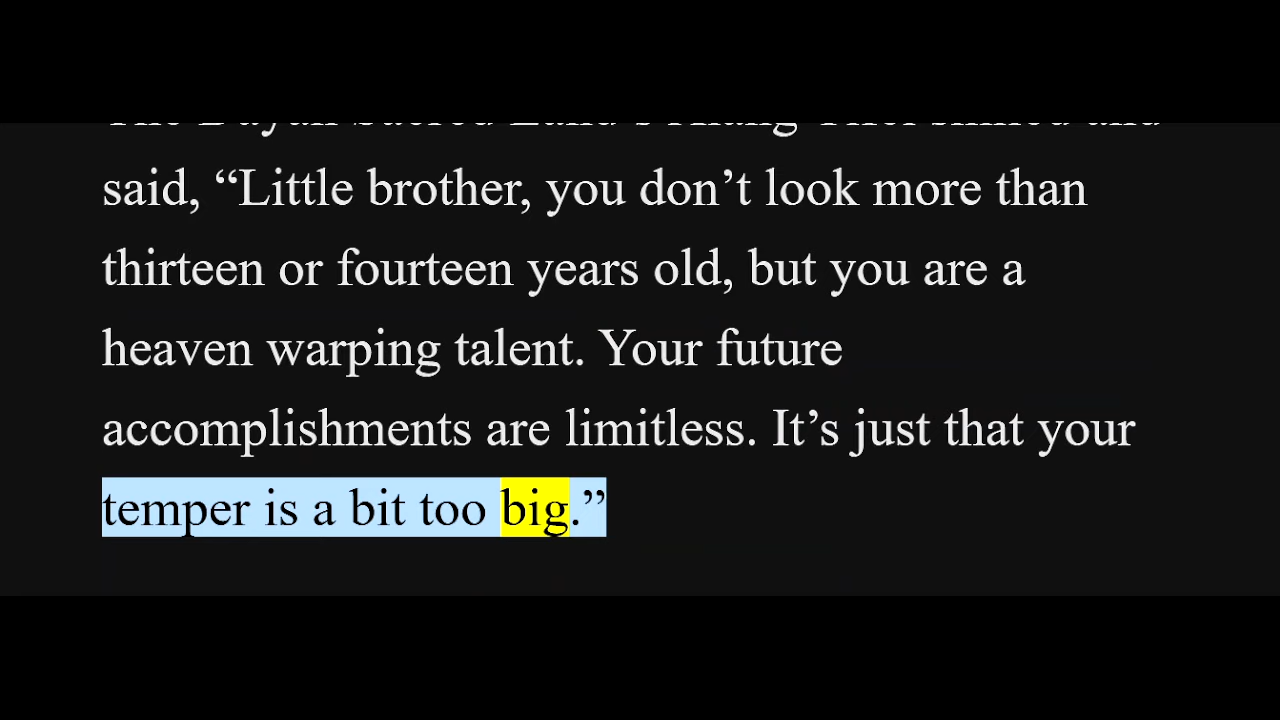 said, “Little brother, you don’t look more than
thirteen or fourteen years old, but you are a
heaven warping talent. Your future
accomplishments are limitless. It’s just that your
temper is a bit too big.”